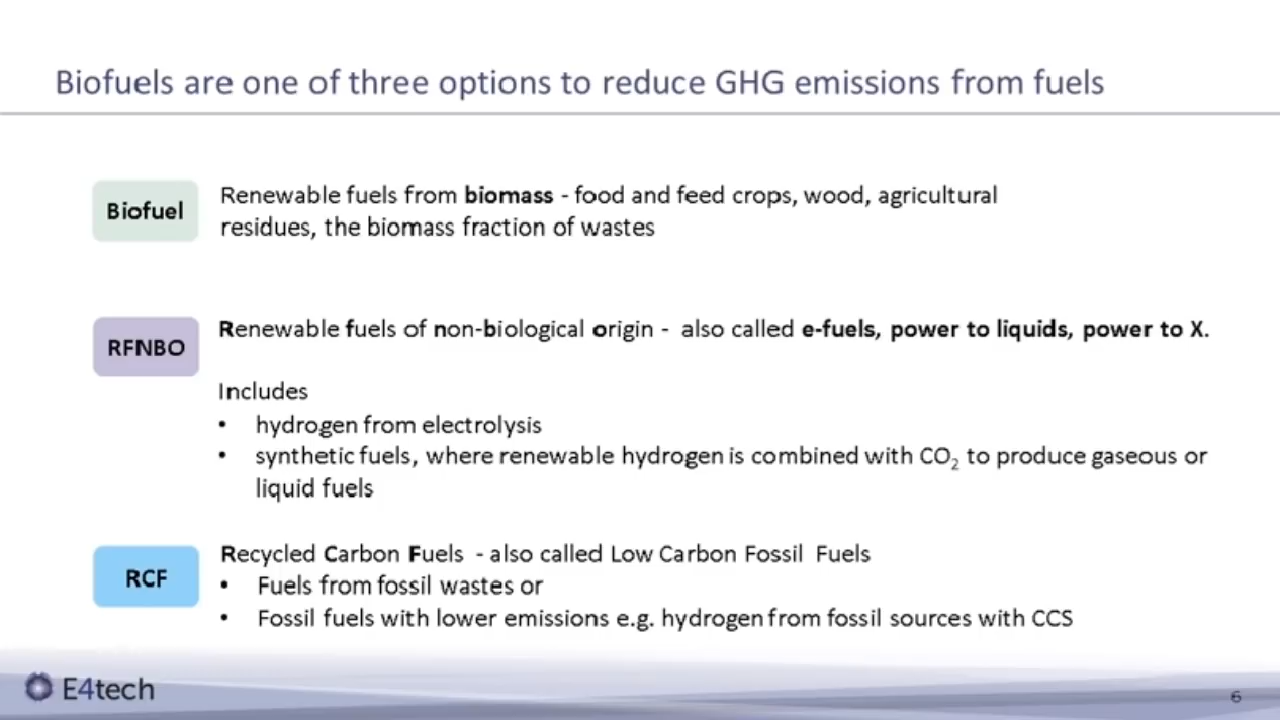 Biofuels are one of three options to reduce GHG emissions from fuels
Biofuel
Renewable fuels from biomass - food and feed crops, wood, agricultural
residues, the biomass fraction of wastes
RFNBO
Renewable fuels of non-biological origin - also called e-fuels, power to liquids, power to X.
Includes
• hydrogen from electrolysis
• synthetic fuels, where renewable hydrogen is combined with CO₂ to produce gaseous or
liquid fuels
RCF
Recycled Carbon Fuels - also called Low Carbon Fossil Fuels
• Fuels from fossil wastes or
• Fossil fuels with lower emissions e.g. hydrogen from fossil sources with CCS
E4tech
6